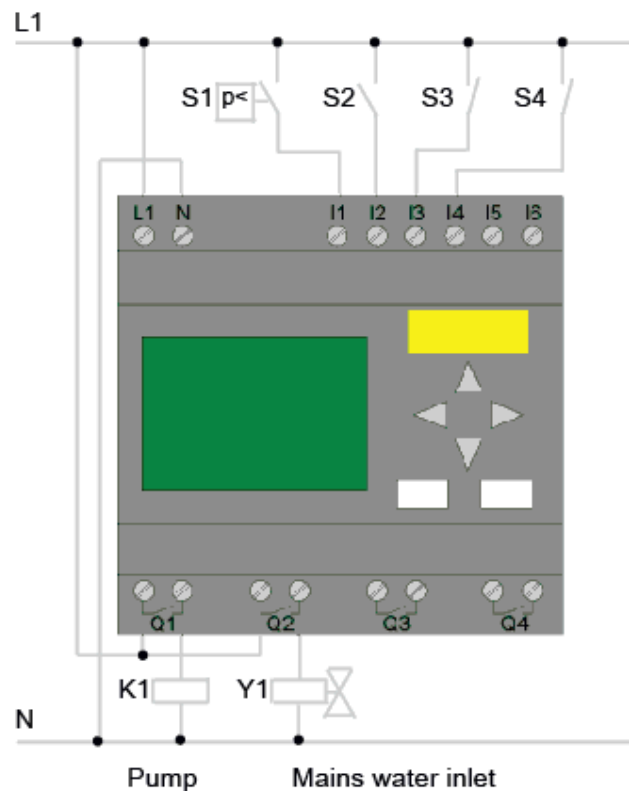 L1
S1 p< S2 S3 S4
L1 N I1 I2 I3 I4 I5 I6
Q1 Q2 Q3 Q4
K1 Y1
N
Pump Mains water inlet